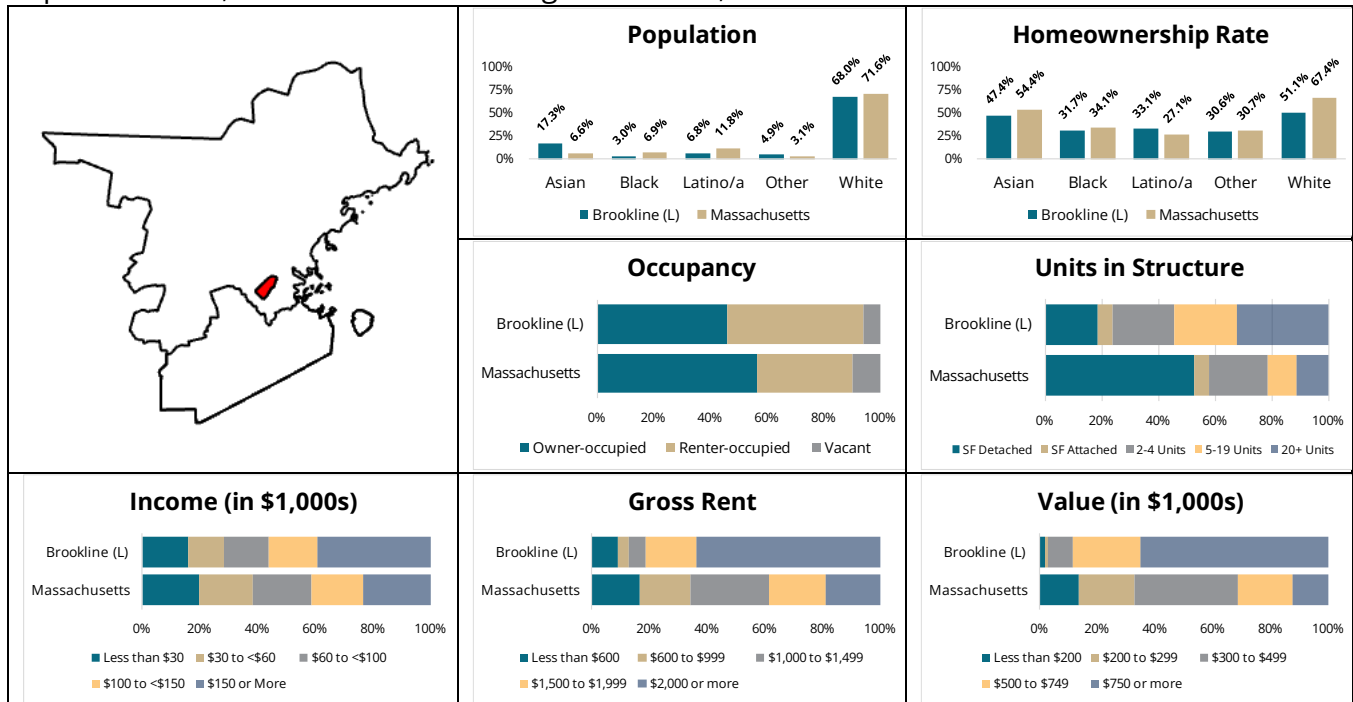 Population
100%
75%
50%
25%
0%
17.3% 6.6% 3.0% 6.9% 6.8% 11.8% 4.9% 3.1% 68.0% 71.6%
Asian Black Latino/a Other White
Brookline (L) Massachusetts
Homeownership Rate
100%
75%
50%
25%
0%
47.4% 54.4% 31.7% 34.1% 33.1% 27.1% 30.6% 30.7% 51.1% 67.4%
Asian Black Latino/a Other White
Brookline (L) Massachusetts
Occupancy
Brookline (L)
Massachusetts
0% 20% 40% 60% 80% 100%
Owner-occupied Renter-occupied Vacant
Units in Structure
Brookline (L)
Massachusetts
0% 20% 40% 60% 80% 100%
SF Detached SF Attached 2-4 Units 5-19 Units 20+ Units
Income (in $1,000s)
Brookline (L)
Massachusetts
0% 20% 40% 60% 80% 100%
Less than $30 $30 to <$60 $60 to <$100
$100 to <$150 $150 or More
Gross Rent
Brookline (L)
Massachusetts
0% 20% 40% 60% 80% 100%
Less than $600 $600 to $999 $1,000 to $1,499
$1,500 to $1,999 $2,000 or more
Value (in $1,000s)
Brookline (L)
Massachusetts
0% 20% 40% 60% 80% 100%
Less than $200 $200 to $299 $300 to $499
$500 to $749 $750 or more